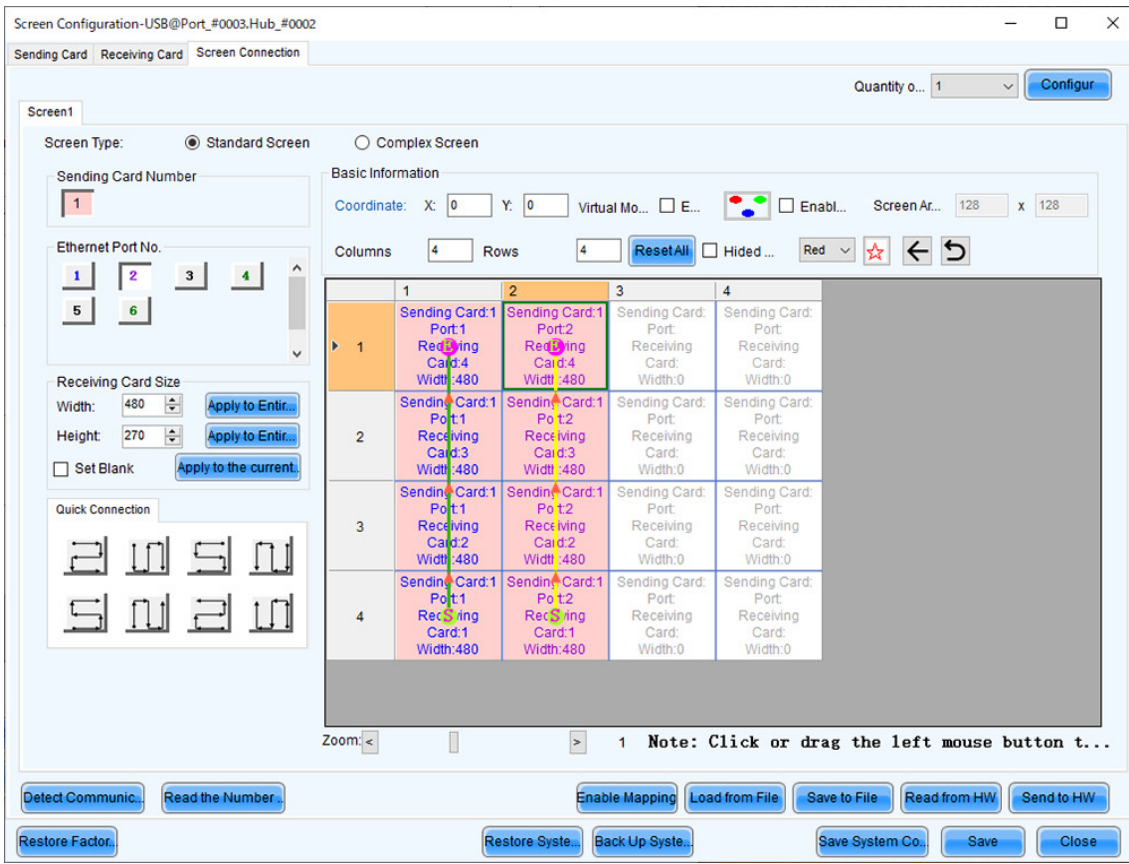 Screen Configuration-USB@Port_#0003.Hub_#0002
Sending Card Receiving Card Screen Connection
Quantity o... 1 Configur
Screen1
Screen Type: Standard Screen Complex Screen
Sending Card Number
1
Basic Information
Coordinate: X: 0 Y: 0 Virtual Mo... E... Enabl... Screen Ar... 128 x 128
Columns 4 Rows 4 Reset All Hided ... Red
Ethernet Port No.
1 2 3 4
5 6
Receiving Card Size
Width: 480 Apply to Entir...
Height: 270 Apply to Entir...
Set Blank Apply to the current.
Quick Connection
1 2 3 4
1
Sending Card:1
Port:1
Receiving
Card:4
Width:480
Sending Card:1
Port:2
Receiving
Card:4
Width:480
Sending Card:
Port:
Receiving
Card:
Width:0
Sending Card:
Port:
Receiving
Card:
Width:0
2
Sending Card:1
Port:1
Receiving
Card:3
Width:480
Sending Card:1
Port:2
Receiving
Card:3
Width:480
Sending Card:
Port:
Receiving
Card:
Width:0
Sending Card:
Port:
Receiving
Card:
Width:0
3
Sending Card:1
Port:1
Receiving
Card:2
Width:480
Sending Card:1
Port:2
Receiving
Card:2
Width:480
Sending Card:
Port:
Receiving
Card:
Width:0
Sending Card:
Port:
Receiving
Card:
Width:0
4
Sending Card:1
Port:1
Receiving
Card:1
Width:480
Sending Card:1
Port:2
Receiving
Card:1
Width:480
Sending Card:
Port:
Receiving
Card:
Width:0
Sending Card:
Port:
Receiving
Card:
Width:0
E E
S S
Zoom: < > 1 Note: Click or drag the left mouse button t...
Detect Communic... Read the Number .. Enable Mapping Load from File Save to File Read from HW Send to HW
Restore Factor... Restore Syste... Back Up Syste... Save System Co... Save Close